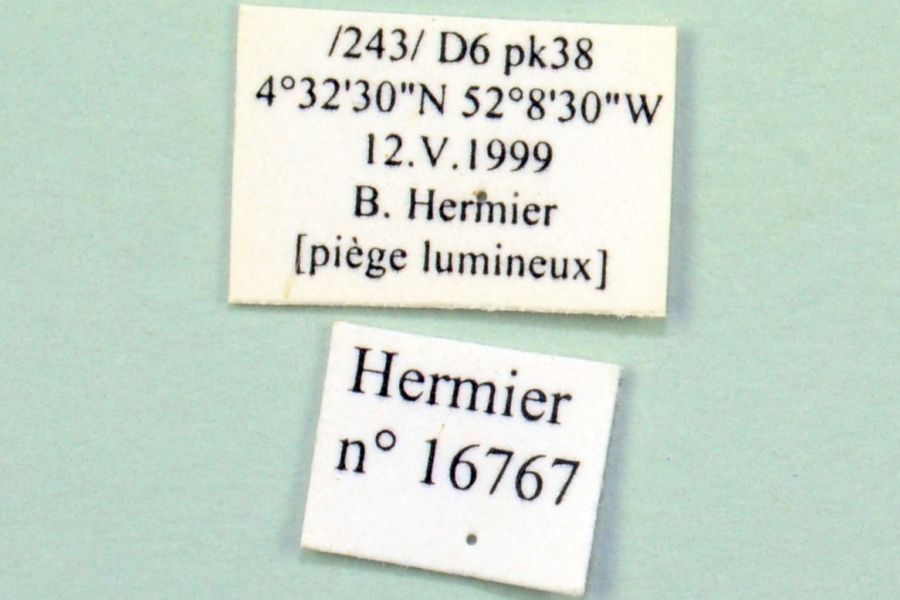 /243/ D6 pk38
4°32'30"N 52°8'30"W
12.V.1999
B. Hermier
[piège lumineux]
Hermier
n° 16767